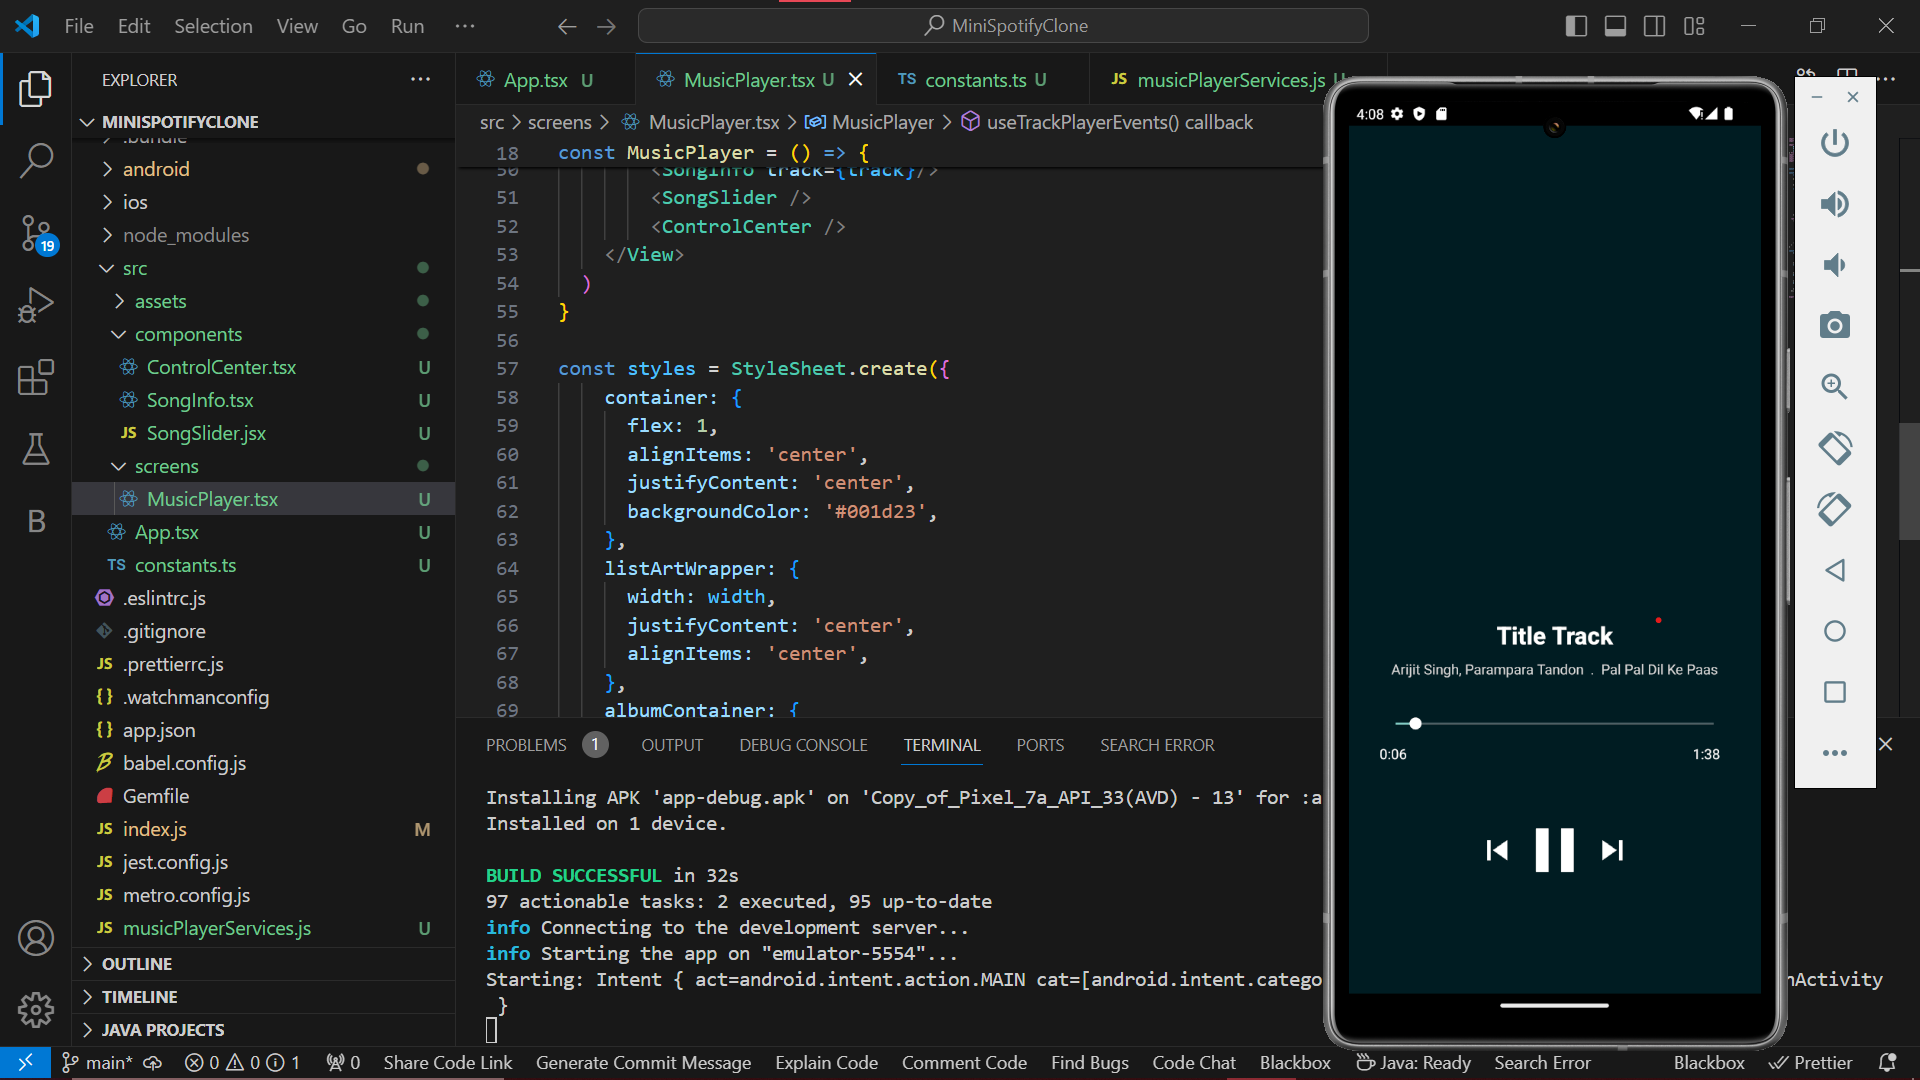 File Edit Selection View Go Run ···
MiniSpotifyClone
EXPLORER
MINISPOTIFYCLONE
.bundle
android
ios
node_modules
src
assets
components
ControlCenter.tsx U
SongInfo.tsx U
JS SongSlider.jsx U
screens
MusicPlayer.tsx U
App.tsx U
TS constants.ts U
.eslintrc.js
.gitignore
JS .prettierrc.js
{} .watchmanconfig
{} app.json
babel.config.js
Gemfile
JS index.js M
JS jest.config.js
JS metro.config.js
JS musicPlayerServices.js U
OUTLINE
TIMELINE
JAVA PROJECTS
19
B
App.tsx U
MusicPlayer.tsx U
TS constants.ts U
JS musicPlayerServices.js U
src > screens > MusicPlayer.tsx > MusicPlayer > useTrackPlayerEvents() callback
18 const MusicPlayer = () => {
50 <SongInfo track={track}/>
51 <SongSlider />
52 <ControlCenter />
53 </View>
54 )
55 }
56
57 const styles = StyleSheet.create({
58 container: {
59 flex: 1,
60 alignItems: 'center',
61 justifyContent: 'center',
62 backgroundColor: '#001d23',
63 },
64 listArtWrapper: {
65 width: width,
66 justifyContent: 'center',
67 alignItems: 'center',
68 },
69 albumContainer: {
PROBLEMS 1 OUTPUT DEBUG CONSOLE TERMINAL PORTS SEARCH ERROR
Installing APK 'app-debug.apk' on 'Copy_of_Pixel_7a_API_33(AVD) - 13' for :a
Installed on 1 device.
BUILD SUCCESSFUL in 32s
97 actionable tasks: 2 executed, 95 up-to-date
info Connecting to the development server...
info Starting the app on "emulator-5554"...
Starting: Intent { act=android.intent.action.MAIN cat=[android.intent.catego
nActivity
}
4:08
Title Track
Arijit Singh, Parampara Tandon . Pal Pal Dil Ke Paas
0:06 1:38
main* 0 0 1 0 Share Code Link Generate Commit Message Explain Code Comment Code Find Bugs Code Chat Blackbox Java: Ready Search Error Blackbox Prettier